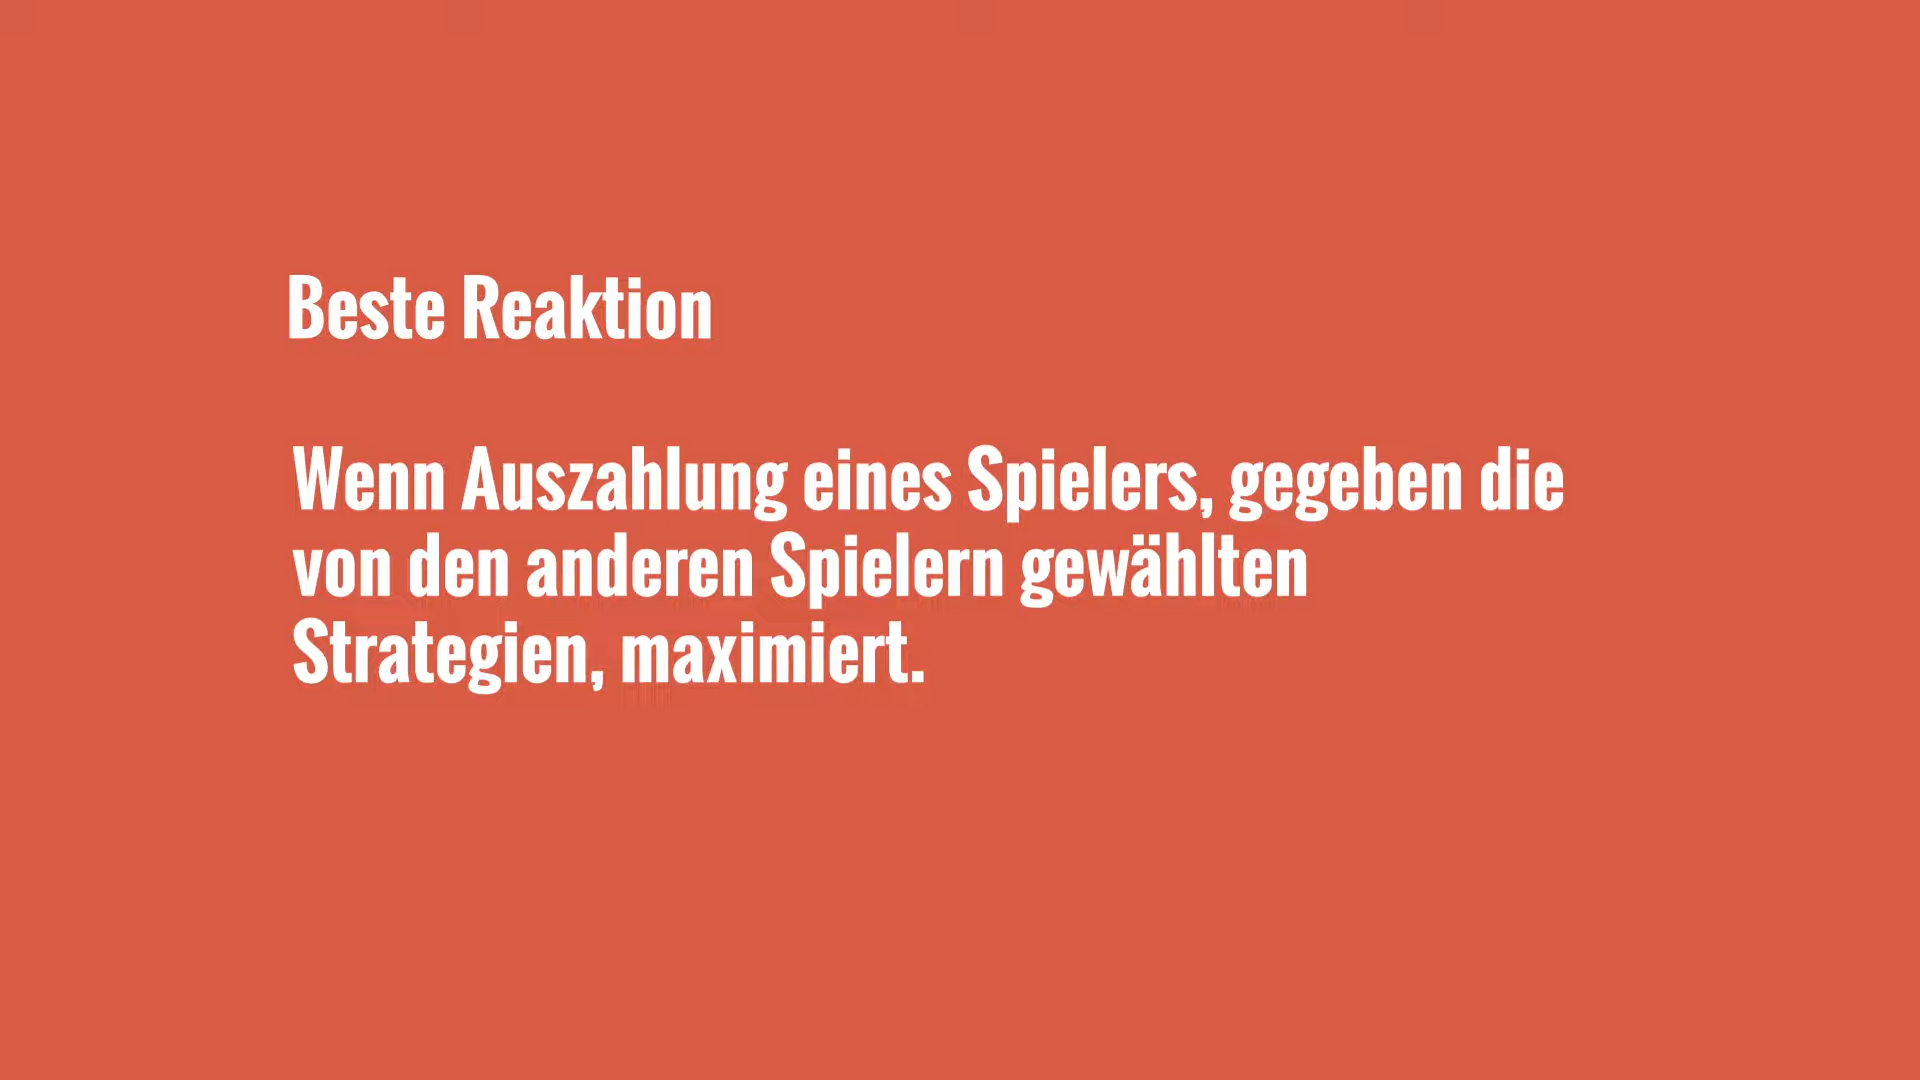 Beste Reaktion
Wenn Auszahlung eines Spielers, gegeben die
von den anderen Spielern gewählten
Strategien, maximiert.